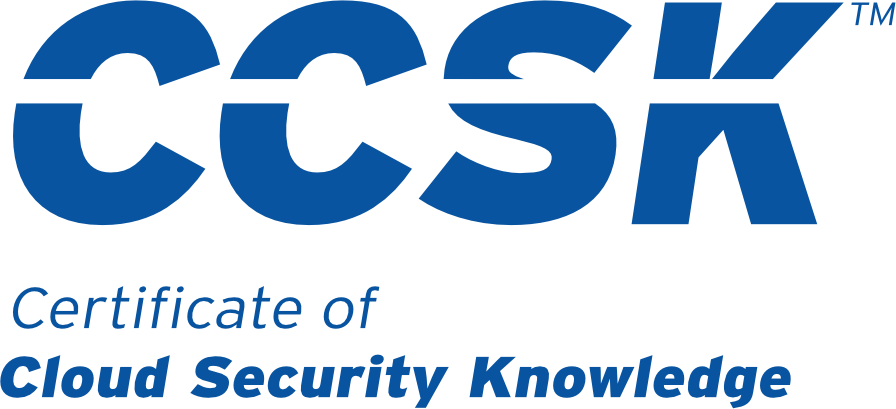 CCSK™
Certificate of
Cloud Security Knowledge